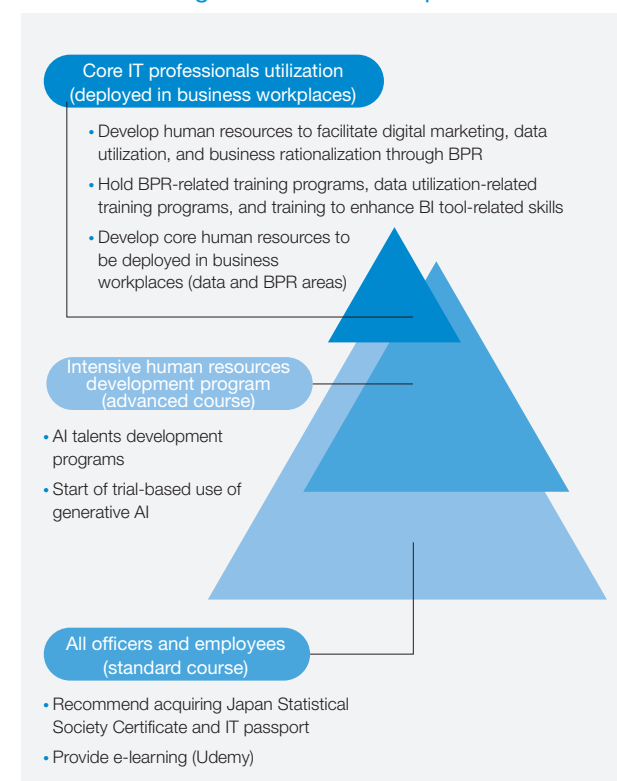 Core IT professionals utilization
(deployed in business workplaces)
• Develop human resources to facilitate digital marketing, data
utilization, and business rationalization through BPR
• Hold BPR-related training programs, data utilization-related
training programs, and training to enhance BI tool-related skills
• Develop core human resources to
be deployed in business
workplaces (data and BPR areas)
Intensive human resources
development program
(advanced course)
• AI talents development
programs
• Start of trial-based use of
generative AI
All officers and employees
(standard course)
• Recommend acquiring Japan Statistical
Society Certificate and IT passport
• Provide e-learning (Udemy)